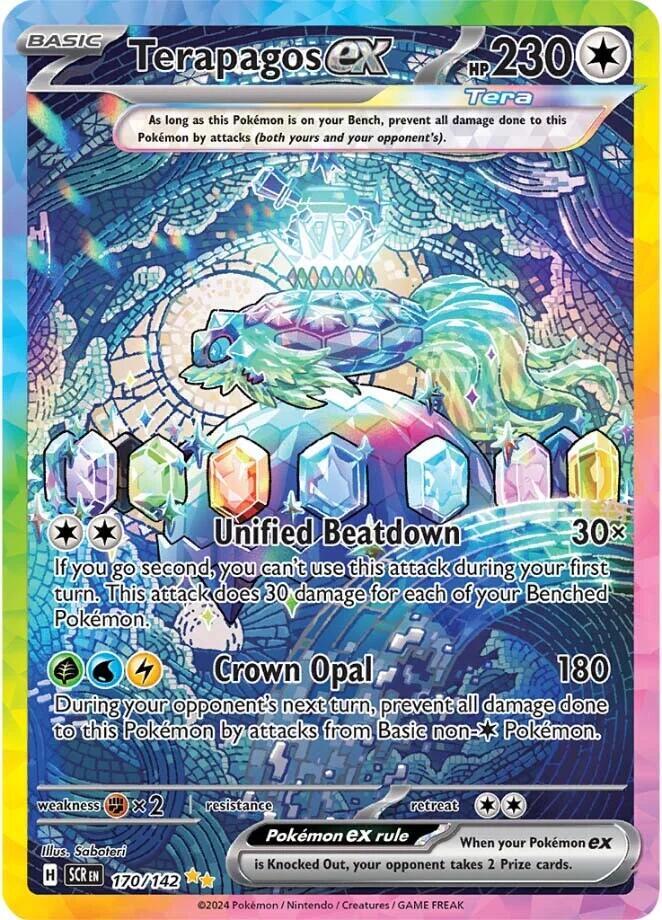 BASIC Terapagos ex HP 230
Tera
As long as this Pokémon is on your Bench, prevent all damage done to this
Pokémon by attacks (both yours and your opponent's).
Unified Beatdown 30×
If you go second, you can't use this attack during your first
turn. This attack does 30 damage for each of your Benched
Pokémon.
Crown Opal 180
During your opponent's next turn, prevent all damage done
to this Pokémon by attacks from Basic non- Pokémon.
weakness ×2 resistance retreat
Pokémon ex rule When your Pokémon ex
is Knocked Out, your opponent takes 2 Prize cards.
Illus. Saboteri
H SCR EN 170/142
©2024 Pokémon / Nintendo / Creatures / GAME FREAK